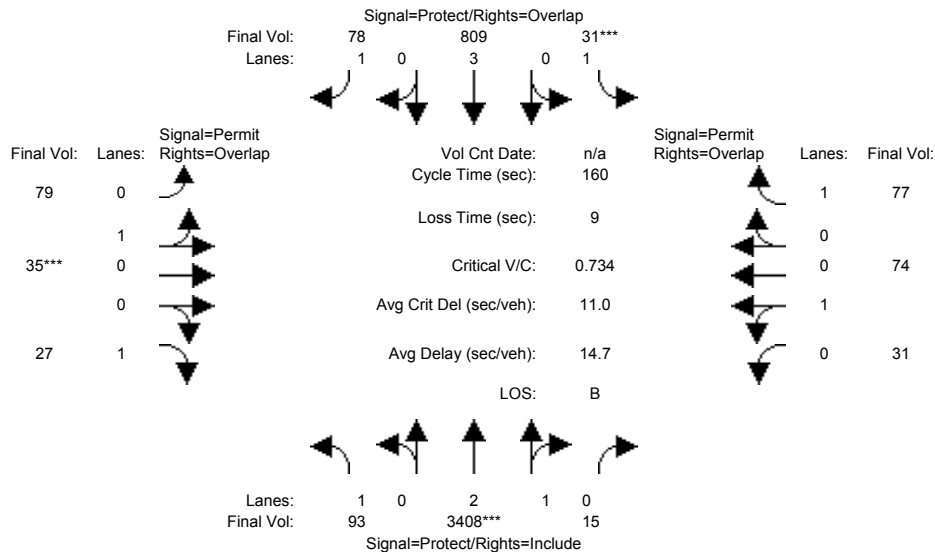 Signal=Protect/Rights=Overlap
Final Vol: 78 809 31***
Lanes: 1 0 3 0 1
Signal=Permit Signal=Permit
Final Vol: Lanes: Rights=Overlap Vol Cnt Date: n/a Rights=Overlap Lanes: Final Vol:
Cycle Time (sec): 160
79 0 1 77
Loss Time (sec): 9
1 0
35*** 0 Critical V/C: 0.734 0 74
0 Avg Crit Del (sec/veh): 11.0 1
27 1 Avg Delay (sec/veh): 14.7 0 31
LOS: B
Lanes: 1 0 2 1 0
Final Vol: 93 3408*** 15
Signal=Protect/Rights=Include